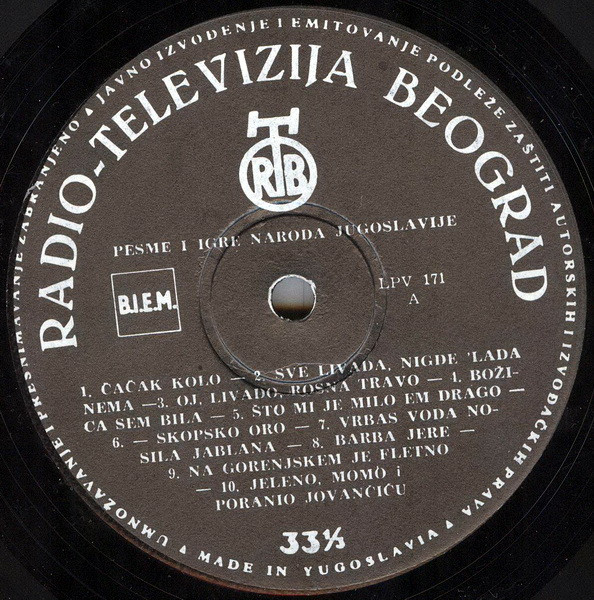 UMNOŽAVANJE I PRESNIMAVANJE ZABRANJENO ▲ JAVNO IZVOĐENJE I EMITOVANJE PODLEŽE ZAŠTITI AUTORSKIH I IZVOĐAČKIH PRAVA ▲
RADIO-TELEVIZIJA BEOGRAD
RTB
PESME I IGRE NARODA JUGOSLAVIJE
B.I.E.M.
LPV 171
A
1. ČAČAK KOLO — 2. SVE LIVADA, NIGDE 'LADA
NEMA —3. OJ, LIVADO, ROSNA TRAVO — 4. BOŽI-
CA SEM BILA — 5. ŠTO MI JE MILO EM DRAGO —
6. — SKOPSKO ORO — 7. VRBAS VODA NO-
SILA JABLANA — 8. BARBA JERE —
9. NA GORENJSKEM JE FLETNO
— 10. JELENO, MOMÒ i
PORANIO JOVANČIĆU
33⅓
MADE IN YUGOSLAVIA ▲